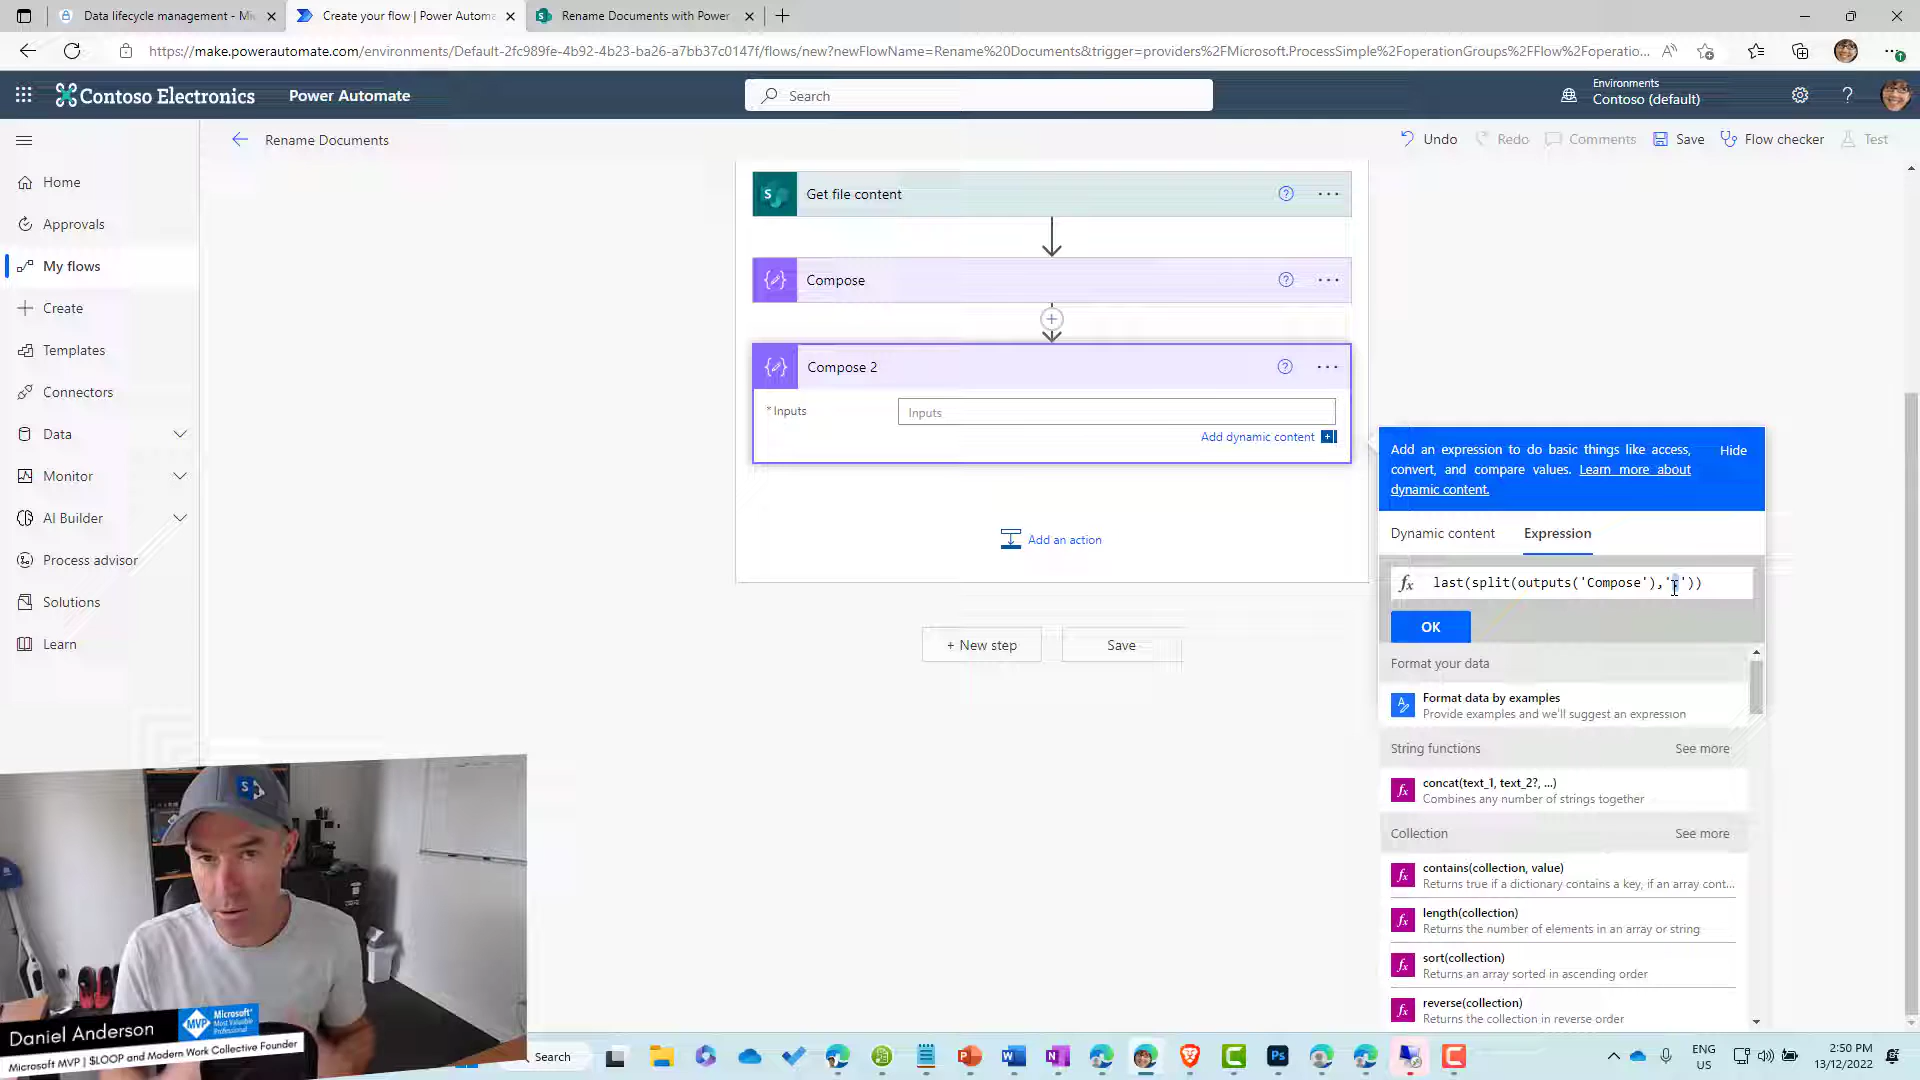 Data lifecycle management - Mi
Create your flow | Power Automa
Rename Documents with Power
https://make.powerautomate.com/environments/Default-2fc989fe-4b92-4b23-ba26-a7bb37c0147f/flows/new?newFlowName=Rename%20Documents&trigger=providers%2FMicrosoft.ProcessSimple%2FoperationGroups%2FFlow%2Foperatio...
Contoso Electronics
Power Automate
Search
Environments
Contoso (default)
Rename Documents
Undo
Redo
Comments
Save
Flow checker
Test
Home
Approvals
My flows
Create
Templates
Connectors
Data
Monitor
AI Builder
Process advisor
Solutions
Learn
Get file content
Compose
Compose 2
* Inputs
Inputs
Add dynamic content
Add an action
+ New step
Save
Add an expression to do basic things like access,
convert, and compare values. Learn more about
dynamic content.
Hide
Dynamic content
Expression
fx
OK
Format your data
Format data by examples
Provide examples and we'll suggest an expression
String functions
See more
concat(text_1, text_2?, ...)
Combines any number of strings together
Collection
See more
contains(collection, value)
Returns true if a dictionary contains a key, if an array cont...
length(collection)
Returns the number of elements in an array or string
sort(collection)
Returns an array sorted in ascending order
reverse(collection)
Returns the collection in reverse order
Daniel Anderson
MVP
Microsoft®
Most Valuable
Professional
Microsoft MVP | $LOOP and Modern Work Collective Founder
Search
ENG
US
2:50 PM
13/12/2022